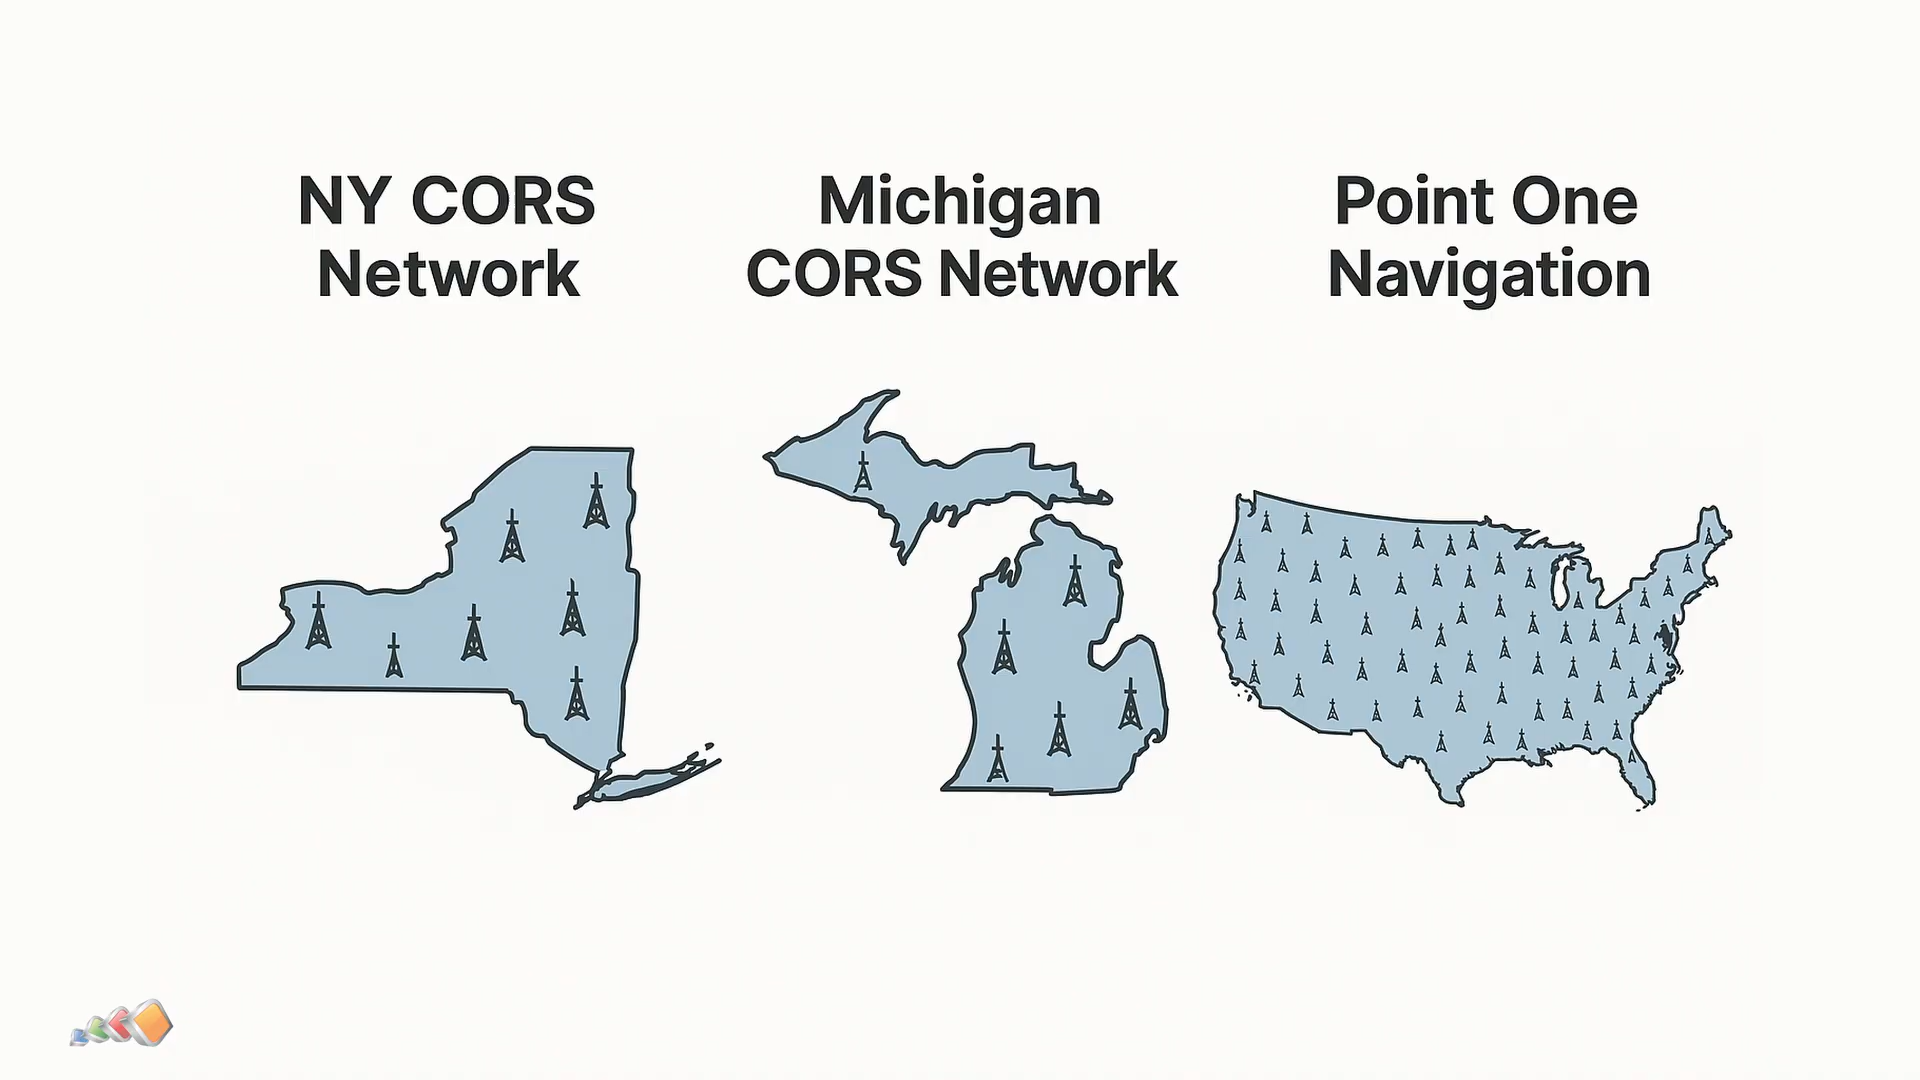 NY CORS
Network
Michigan
CORS Network
Point One
Navigation